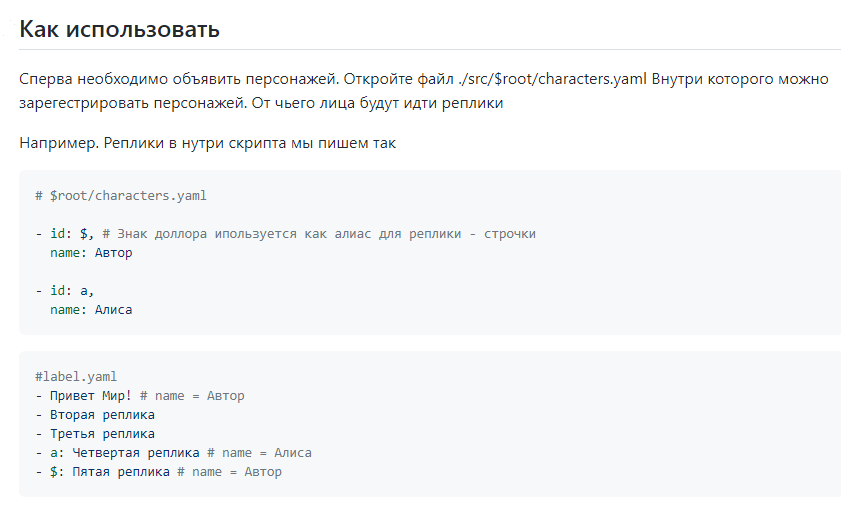 Как использовать
Сперва необходимо объявить персонажей. Откройте файл ./src/$root/characters.yaml Внутри которого можно
зарегестрировать персонажей. От чьего лица будут идти реплики
Например. Реплики в нутри скрипта мы пишем так
# $root/characters.yaml
- id: $, # Знак доллора ипользуется как алиас для реплики - строчки
  name: Автор
- id: a,
  name: Алиса
#label.yaml
- Привет Мир! # name = Автор
- Вторая реплика
- Третья реплика
- a: Четвертая реплика # name = Алиса
- $: Пятая реплика # name = Автор